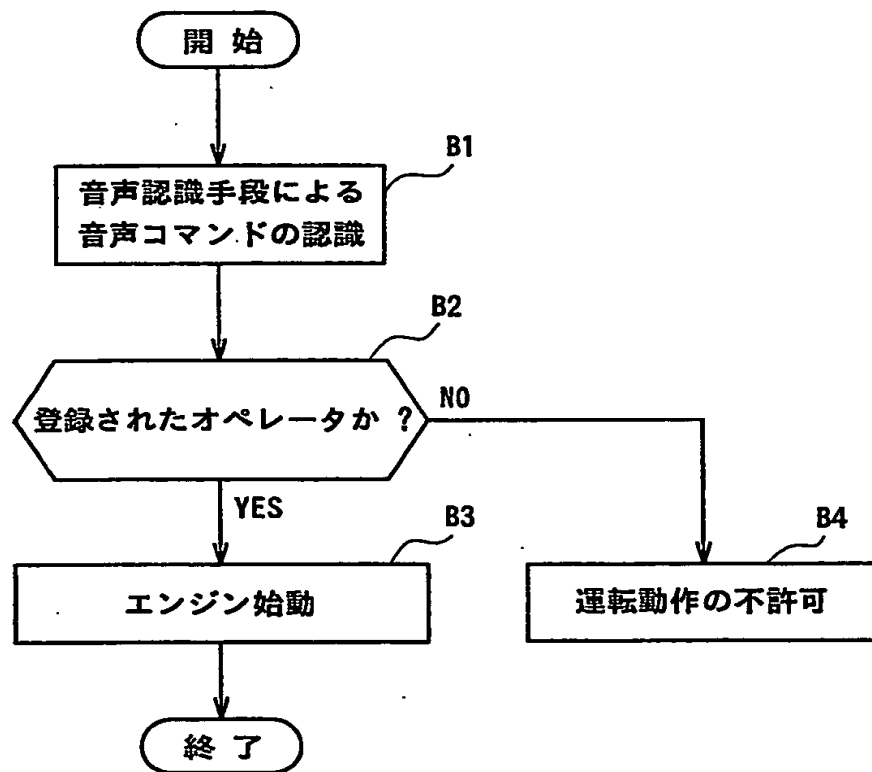 開始
B1
音声認識手段による
音声コマンドの認識
B2
登録されたオペレータか？
NO
YES
B3
エンジン始動
B4
運転動作の不許可
終了